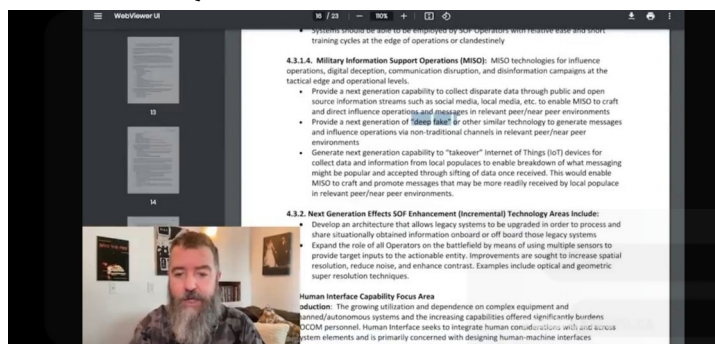 WebViewer UI
16 / 23
110%
Systems should be able to be employed by SOF Operators with relative ease and short
training cycles at the edge of operations or clandestinely
4.3.1.4. Military Information Support Operations (MISO): MISO technologies for influence
operations, digital deception, communication disruption, and disinformation campaigns at the
tactical edge and operational levels.
• Provide a next generation capability to collect disparate data through public and open
source information streams such as social media, local media, etc. to enable MISO to craft
and direct influence operations and messages in relevant peer/near peer environments
• Provide a next generation of "deep fake" or other similar technology to generate messages
and influence operations via non-traditional channels in relevant peer/near peer
environments
• Generate next generation capability to "takeover" Internet of Things (IoT) devices for
collect data and information from local populaces to enable breakdown of what messaging
might be popular and accepted through sifting of data once received. This would enable
MISO to craft and promote messages that may be more readily received by local populace
in relevant peer/near peer environments.
4.3.2. Next Generation Effects SOF Enhancement (Incremental) Technology Areas Include:
• Develop an architecture that allows legacy systems to be upgraded in order to process and
share situationally obtained information onboard or off board those legacy systems
• Expand the role of all Operators on the battlefield by means of using multiple sensors to
provide target inputs to the actionable entity. Improvements are sought to increase spatial
resolution, reduce noise, and enhance contrast. Examples include optical and geometric
super resolution techniques.
Human Interface Capability Focus Area
oduction: The growing utilization and dependence on complex equipment and
anned/autonomous systems and the increasing capabilities offered significantly burdens
OCOM personnel. Human Interface seeks to integrate human considerations with and across
ystem elements and is primarily concerned with designing human-machine interfaces
13
14